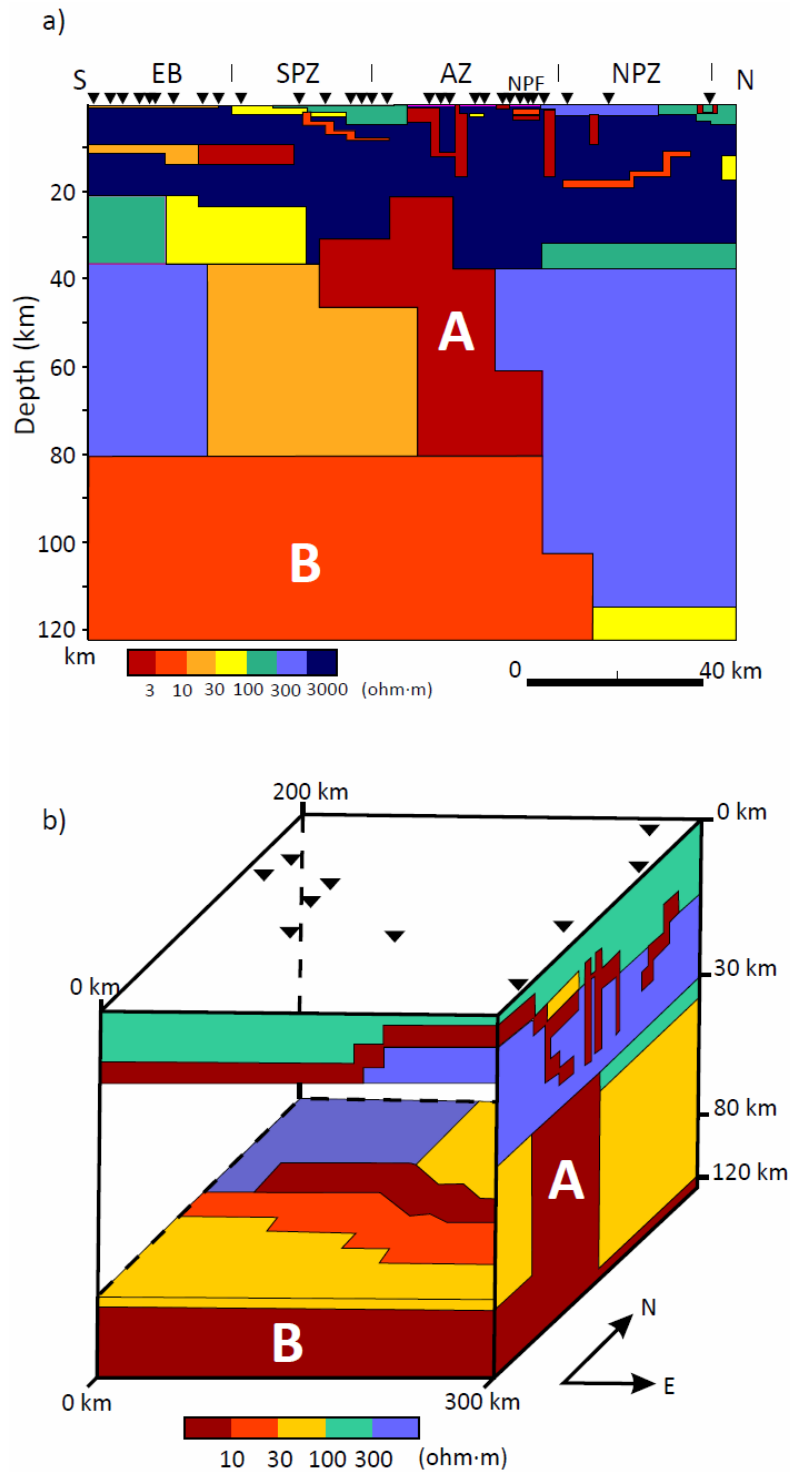 a)
S EB SPZ AZ NPF NPZ N
Depth (km)
20
40
60
80
100
120
A
B
km
3 10 30 100 300 3000 (ohm·m)
0 40 km
b)
200 km
0 km
0 km
30 km
80 km
120 km
A
B
N
E
0 km
300 km
10 30 100 300 (ohm·m)